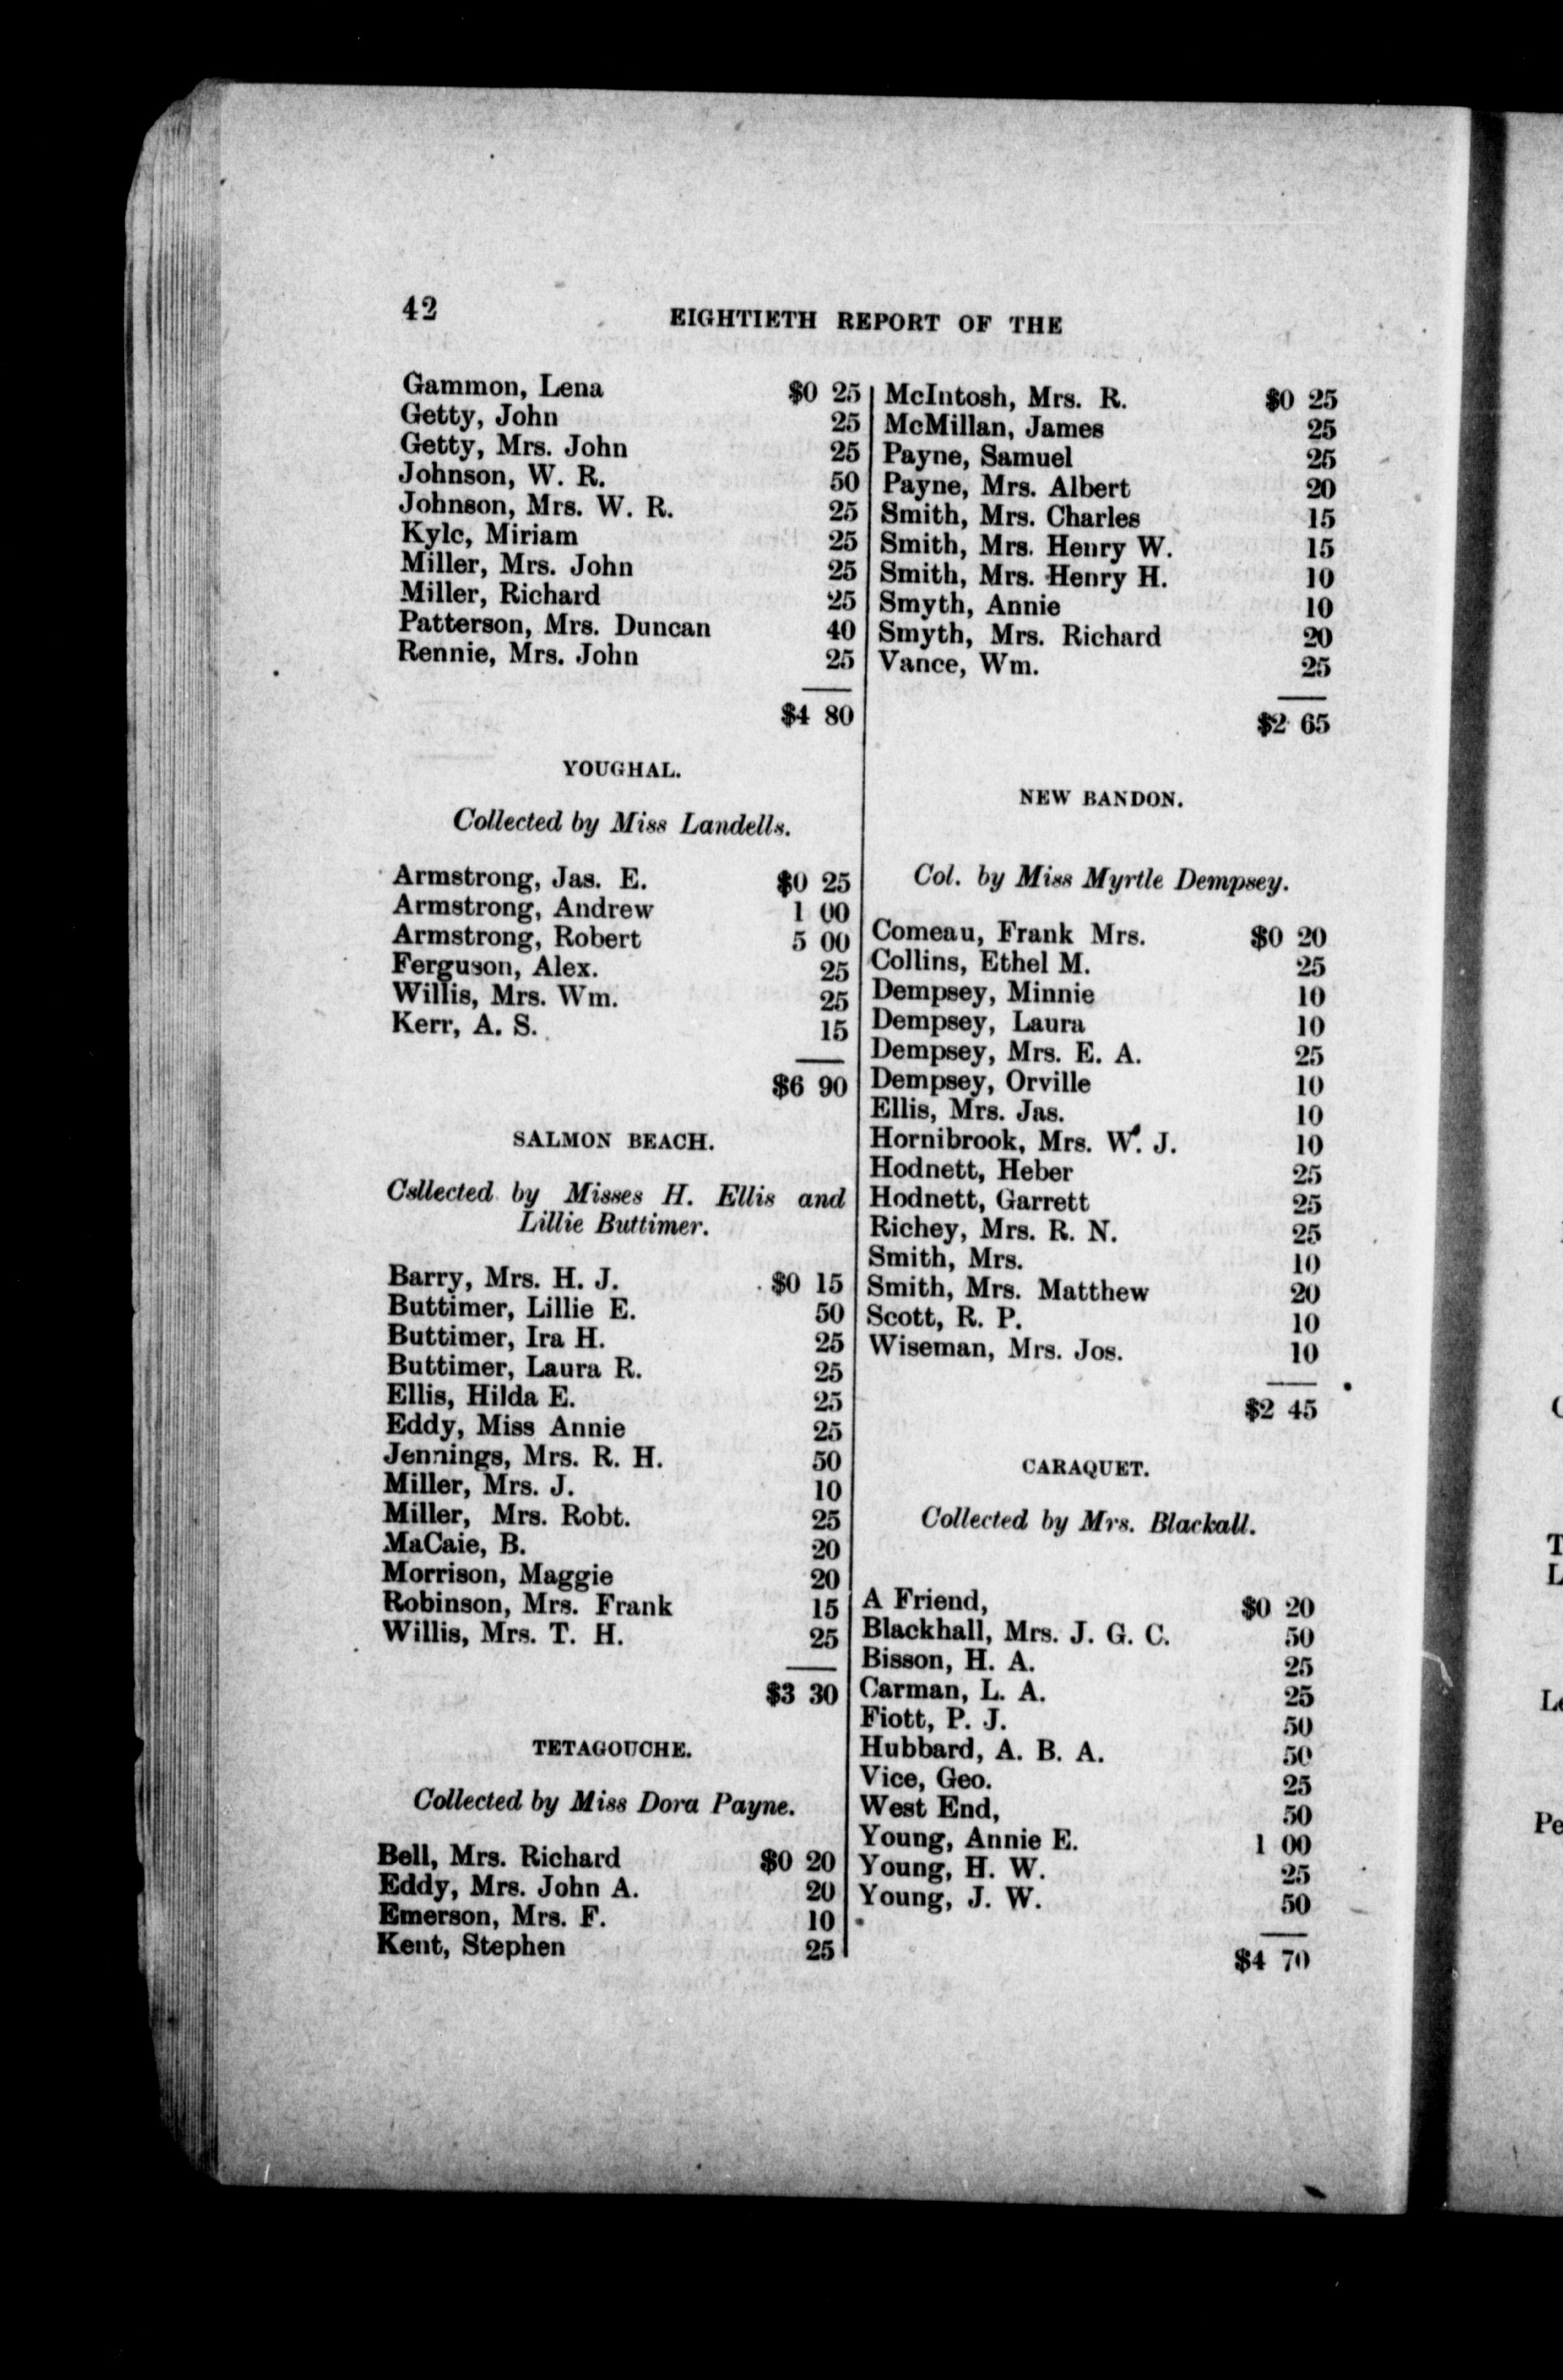 42
EIGHTIETH REPORT OF THE
Gammon, Lena $0 25
Getty, John 25
Getty, Mrs. John 25
Johnson, W. R. 50
Johnson, Mrs. W. R. 25
Kylc, Miriam 25
Miller, Mrs. John 25
Miller, Richard 25
Patterson, Mrs. Duncan 40
Rennie, Mrs. John 25
$4 80
YOUGHAL.
Collected by Miss Landells.
Armstrong, Jas. E. $0 25
Armstrong, Andrew 1 00
Armstrong, Robert 5 00
Ferguson, Alex. 25
Willis, Mrs. Wm. 25
Kerr, A. S. 15
$6 90
SALMON BEACH.
Csllected by Misses H. Ellis and
Lillie Buttimer.
Barry, Mrs. H. J. $0 15
Buttimer, Lillie E. 50
Buttimer, Ira H. 25
Buttimer, Laura R. 25
Ellis, Hilda E. 25
Eddy, Miss Annie 25
Jennings, Mrs. R. H. 50
Miller, Mrs. J. 10
Miller, Mrs. Robt. 25
MaCaie, B. 20
Morrison, Maggie 20
Robinson, Mrs. Frank 15
Willis, Mrs. T. H. 25
$3 30
TETAGOUCHE.
Collected by Miss Dora Payne.
Bell, Mrs. Richard $0 20
Eddy, Mrs. John A. 20
Emerson, Mrs. F. 10
Kent, Stephen 25
McIntosh, Mrs. R. $0 25
McMillan, James 25
Payne, Samuel 25
Payne, Mrs. Albert 20
Smith, Mrs. Charles 15
Smith, Mrs. Henry W. 15
Smith, Mrs. Henry H. 10
Smyth, Annie 10
Smyth, Mrs. Richard 20
Vance, Wm. 25
$2 65
NEW BANDON.
Col. by Miss Myrtle Dempsey.
Comeau, Frank Mrs. $0 20
Collins, Ethel M. 25
Dempsey, Minnie 10
Dempsey, Laura 10
Dempsey, Mrs. E. A. 25
Dempsey, Orville 10
Ellis, Mrs. Jas. 10
Hornibrook, Mrs. W. J. 10
Hodnett, Heber 25
Hodnett, Garrett 25
Richey, Mrs. R. N. 25
Smith, Mrs. 10
Smith, Mrs. Matthew 20
Scott, R. P. 10
Wiseman, Mrs. Jos. 10
$2 45
CARAQUET.
Collected by Mrs. Blackall.
A Friend, $0 20
Blackhall, Mrs. J. G. C. 50
Bisson, H. A. 25
Carman, L. A. 25
Fiott, P. J. 50
Hubbard, A. B. A. 50
Vice, Geo. 25
West End, 50
Young, Annie E. 1 00
Young, H. W. 25
Young, J. W. 50
$4 70